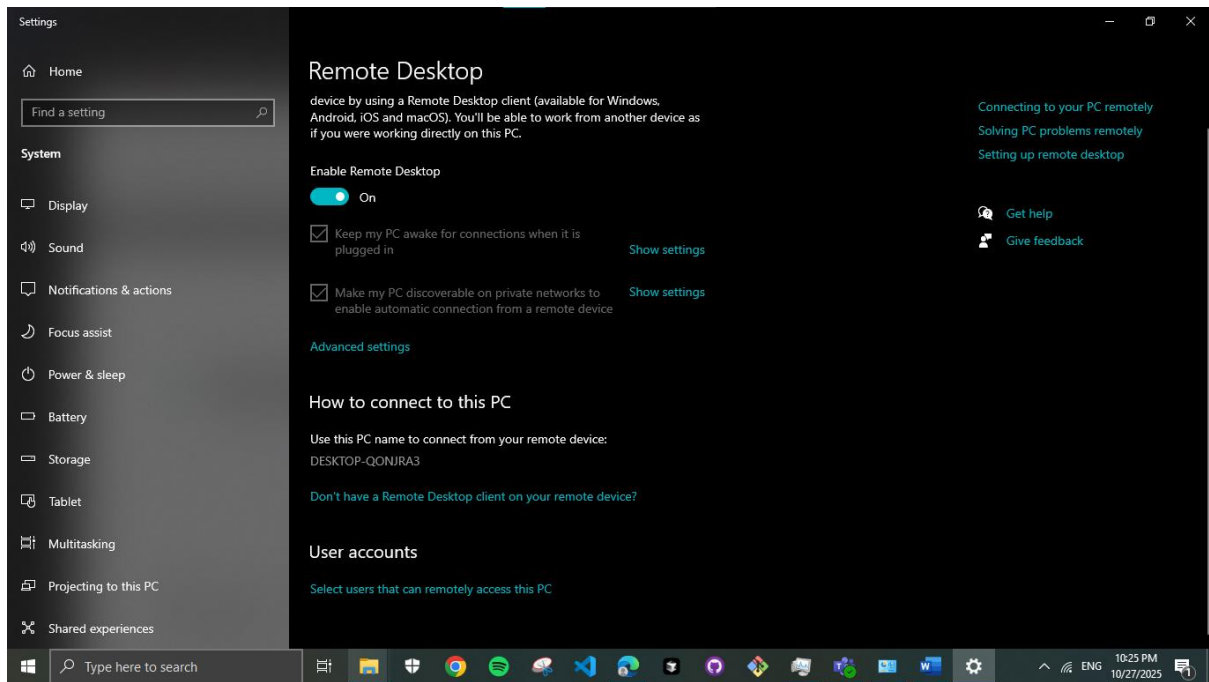 Settings
Home
Find a setting
System
Display
Sound
Notifications & actions
Focus assist
Power & sleep
Battery
Storage
Tablet
Multitasking
Projecting to this PC
Shared experiences
Remote Desktop
device by using a Remote Desktop client (available for Windows,
Android, iOS and macOS). You'll be able to work from another device as
if you were working directly on this PC.
Enable Remote Desktop
On
Keep my PC awake for connections when it is
plugged in
Show settings
Make my PC discoverable on private networks to
enable automatic connection from a remote device
Show settings
Advanced settings
How to connect to this PC
Use this PC name to connect from your remote device:
DESKTOP-QONJRA3
Don't have a Remote Desktop client on your remote device?
User accounts
Select users that can remotely access this PC
Connecting to your PC remotely
Solving PC problems remotely
Setting up remote desktop
Get help
Give feedback
Type here to search
ENG
10:25 PM
10/27/2025